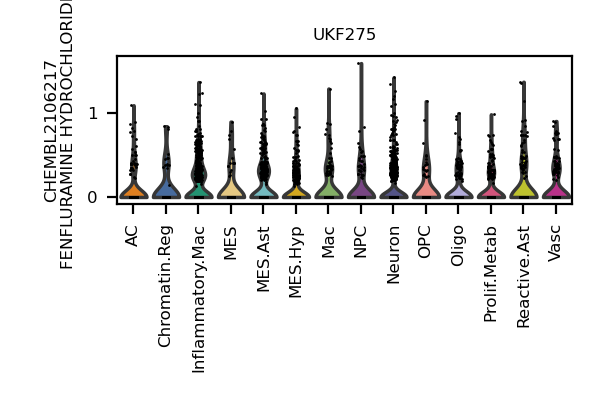 UKF275
CHEMBL2106217
FENFLURAMINE HYDROCHLORID
1
0
AC
Chromatin.Reg
Inflammatory.Mac
MES
MES.Ast
MES.Hyp
Mac
NPC
Neuron
OPC
Oligo
Prolif.Metab
Reactive.Ast
Vasc